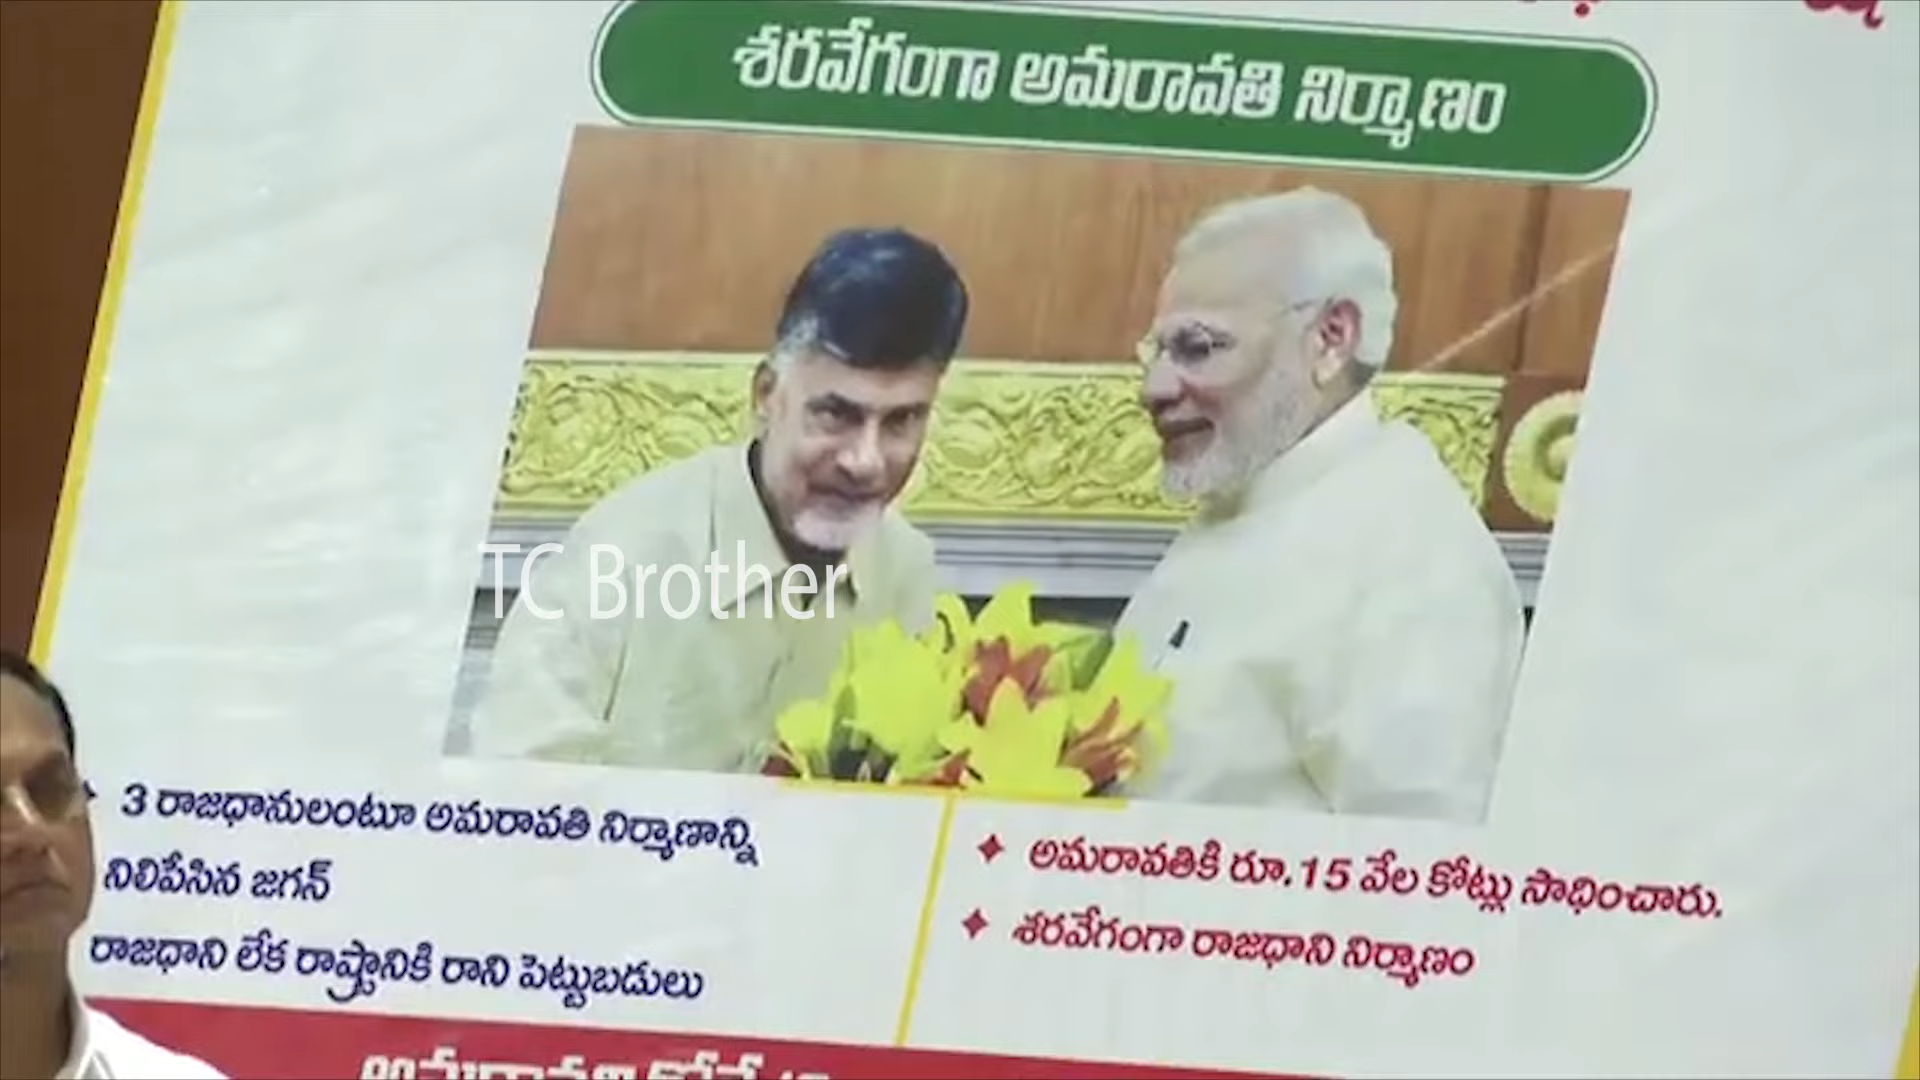 శరవేగంగా అమరావతి నిర్మాణం
TC Brother
3 రాజధానులంటూ అమరావతి నిర్మాణాన్ని
నిలిపేసిన జగన్
రాజధాని లేక రాష్ట్రానికి రాని పెట్టుబడులు
అమరావతికి రూ.15 వేల కోట్లు సాధించారు.
శరవేగంగా రాజధాని నిర్మాణం